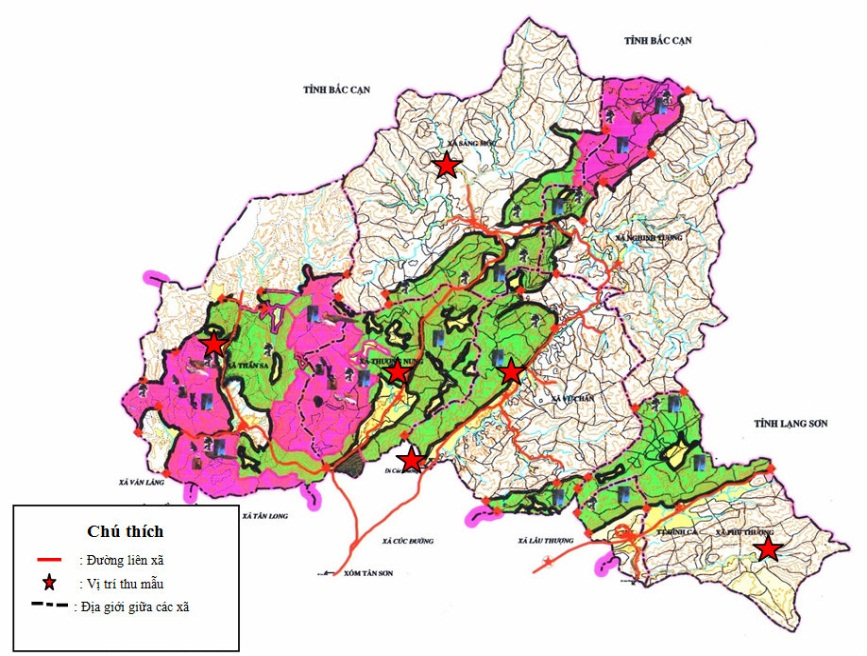 TỈNH BẮC CẠN
TỈNH BẮC CẠN
XÃ SẢNG MỘC
XÃ NGHINH TƯỜNG
XÃ THẦN SA
XÃ THƯỢNG NUNG
XÃ VŨ CHẤN
TỈNH LẠNG SƠN
XÃ VĂN LĂNG
XÃ TÂN LONG
XÃ CÚC ĐƯỜNG
XÃ LÂU THƯỢNG
XÃ PHÚ THƯỢNG
XÓM TÂN SƠN
Chú thích
: Đường liên xã
: Vị trí thu mẫu
: Địa giới giữa các xã